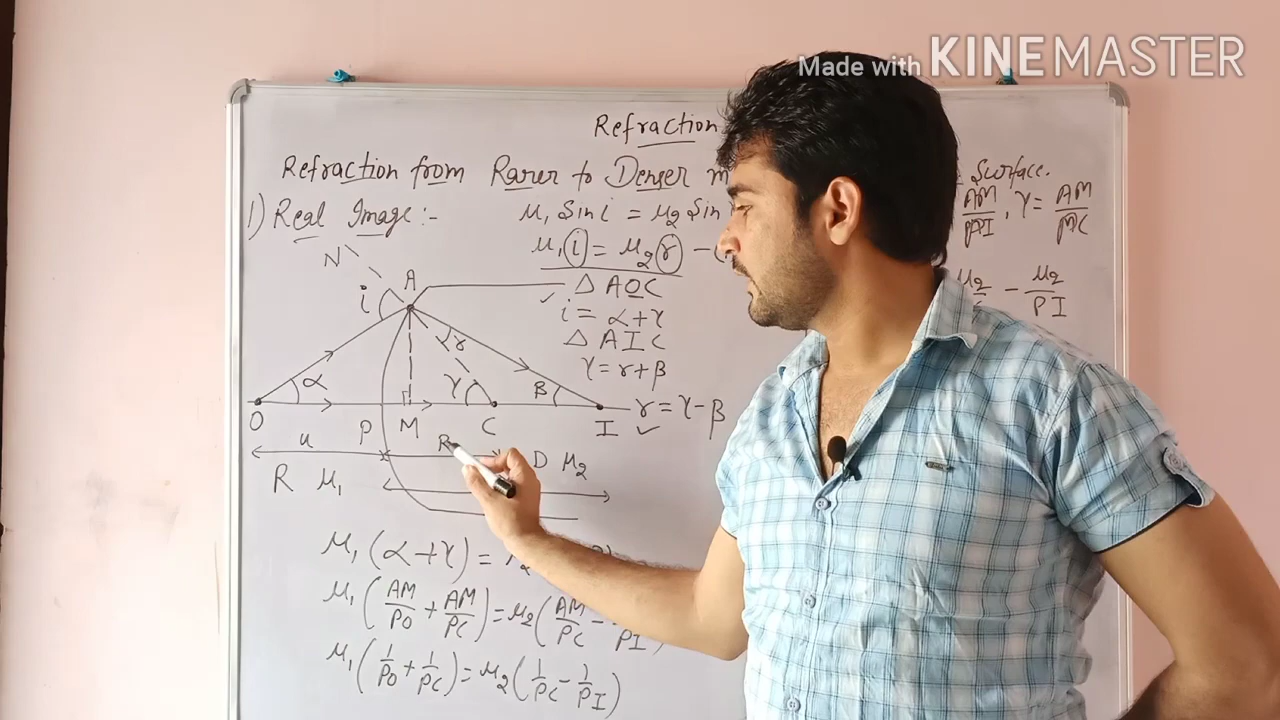 Made with KINEMASTER
Refraction
Refraction from Rarer to Denser m Surface.
1) Real Image:-
μ₁ Sin i = μ₂ Sin
AM/PI, γ = AM/PC
μ₁ i = μ₂ r - (
μ₂ - μ₂/PI
N
A
i
△ AOC
✓ i = α+γ
△ AIC
γ = r+β
r = γ-β
✓
α
r
γ
β
O
P
M
C
I
u
R
R μ₁
D μ₂
μ₁ (α+γ) =
μ₁ (AM/PO + AM/PC) = μ₂ (AM/PC - PI)
μ₁ (1/PO + 1/PC) = μ₂ (1/PC - 1/PI)